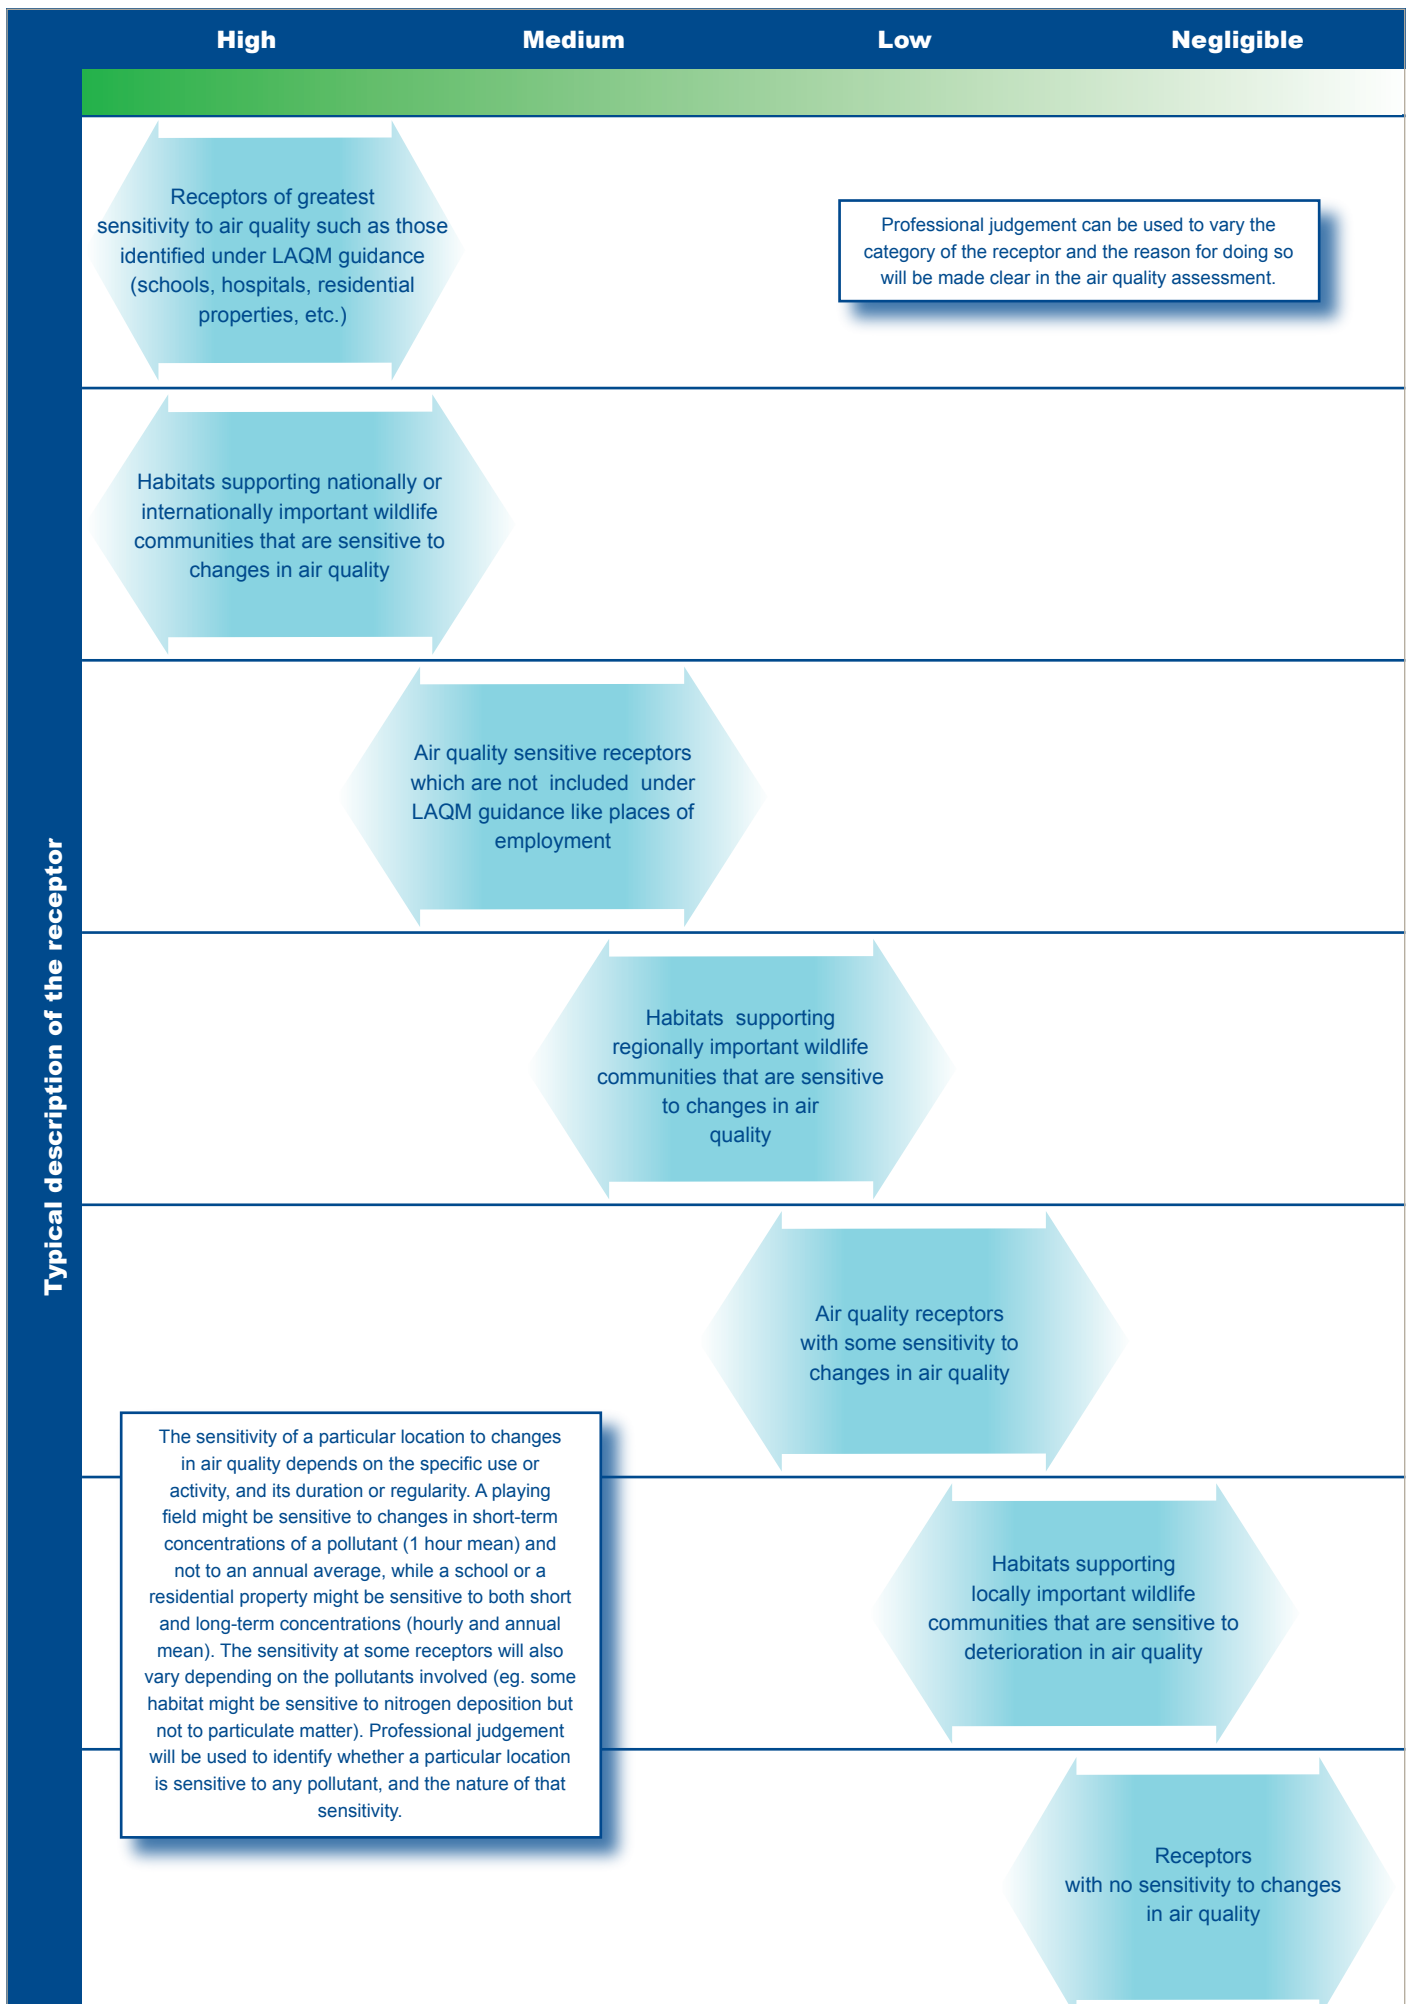 High Medium Low Negligible
Typical description of the receptor
Receptors of greatest
sensitivity to air quality such as those
identified under LAQM guidance
(schools, hospitals, residential
properties, etc.)
Professional judgement can be used to vary the
category of the receptor and the reason for doing so
will be made clear in the air quality assessment.
Habitats supporting nationally or
internationally important wildlife
communities that are sensitive to
changes in air quality
Air quality sensitive receptors
which are not included under
LAQM guidance like places of
employment
Habitats supporting
regionally important wildlife
communities that are sensitive
to changes in air
quality
Air quality receptors
with some sensitivity to
changes in air quality
The sensitivity of a particular location to changes
in air quality depends on the specific use or
activity, and its duration or regularity. A playing
field might be sensitive to changes in short-term
concentrations of a pollutant (1 hour mean) and
not to an annual average, while a school or a
residential property might be sensitive to both short
and long-term concentrations (hourly and annual
mean). The sensitivity at some receptors will also
vary depending on the pollutants involved (eg. some
habitat might be sensitive to nitrogen deposition but
not to particulate matter). Professional judgement
will be used to identify whether a particular location
is sensitive to any pollutant, and the nature of that
sensitivity.
Habitats supporting
locally important wildlife
communities that are sensitive to
deterioration in air quality
Receptors
with no sensitivity to changes
in air quality